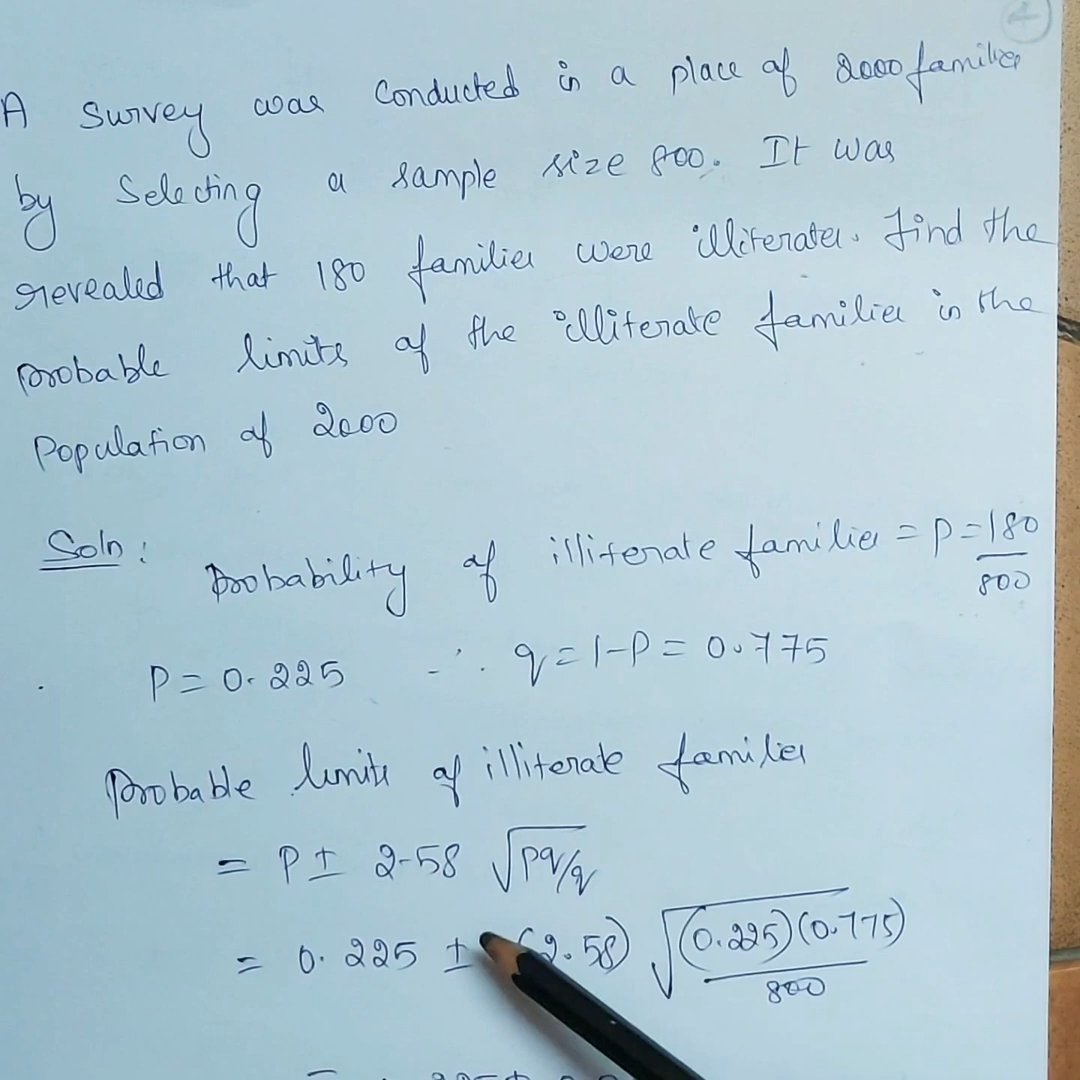 A survey was conducted in a place of 2000 families
by selecting a sample size 800. It was
revealed that 180 families were illiterates. Find the
probable limits of the illiterate families in the
Population of 2000
Soln: Probability of illiterate families = P = 180/800
P = 0.225 ∴ q = 1-P = 0.775
Probable limits of illiterate families
= P ± 2.58 √pq/q
= 0.225 ± (2.58) √(0.225)(0.775)/800